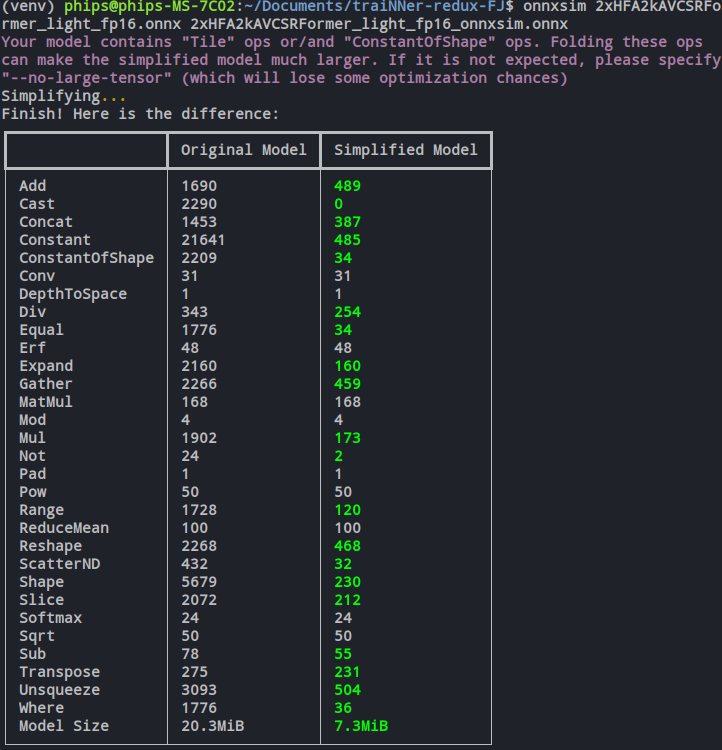 (venv) phips@phips-MS-7C02:~/Documents/traiNNer-redux-FJ$ onnxsim 2xHFA2kAVCSRFo
rmer_light_fp16.onnx 2xHFA2kAVCSRFormer_light_fp16_onnxsim.onnx
Your model contains "Tile" ops or/and "ConstantOfShape" ops. Folding these ops
can make the simplified model much larger. If it is not expected, please specify
"--no-large-tensor" (which will lose some optimization chances)
Simplifying...
Finish! Here is the difference:
Original Model Simplified Model
Add 1690 489
Cast 2290 0
Concat 1453 387
Constant 21641 485
ConstantOfShape 2209 34
Conv 31 31
DepthToSpace 1 1
Div 343 254
Equal 1776 34
Erf 48 48
Expand 2160 160
Gather 2266 459
MatMul 168 168
Mod 4 4
Mul 1902 173
Not 24 2
Pad 1 1
Pow 50 50
Range 1728 120
ReduceMean 100 100
Reshape 2268 468
ScatterND 432 32
Shape 5679 230
Slice 2072 212
Softmax 24 24
Sqrt 50 50
Sub 78 55
Transpose 275 231
Unsqueeze 3093 504
Where 1776 36
Model Size 20.3MiB 7.3MiB